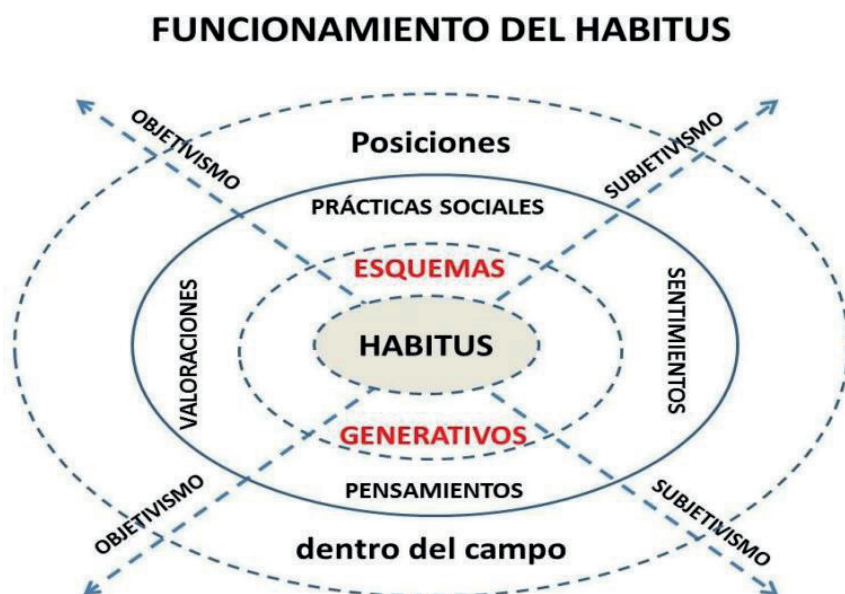 FUNCIONAMIENTO DEL HABITUS
OBJETIVISMO
Posiciones
SUBJETIVISMO
PRÁCTICAS SOCIALES
ESQUEMAS
VALORACIONES
HABITUS
SENTIMIENTOS
GENERATIVOS
PENSAMIENTOS
OBJETIVISMO
SUBJETIVISMO
dentro del campo